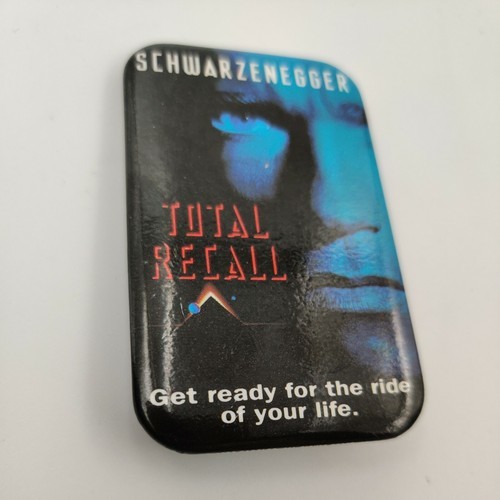 SCHWARZENEGGER
TOTAL
RECALL
Get ready for the ride
of your life.